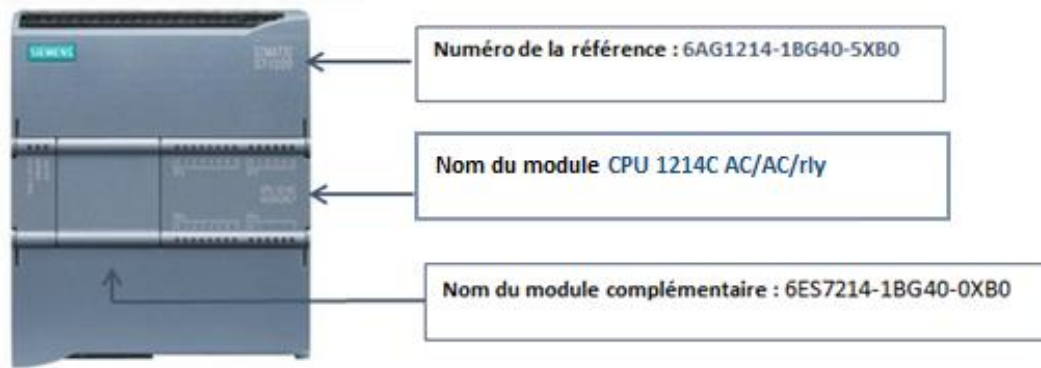 SIEMENS
SIMATIC
S7-1200
Numéro de la référence : 6AG1214-1BG40-5XB0
Nom du module CPU 1214C AC/AC/rly
Nom du module complémentaire : 6ES7214-1BG40-0XB0